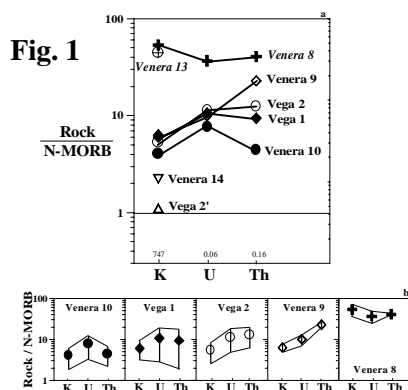 Fig. 1
a
100
Venera 8
Venera 13
Venera 9
Vega 2
10
Vega 1
Rock
N-MORB
Venera 10
Venera 14
Vega 2'
1
747 0.06 0.16
K U Th
b
Rock / N-MORB
100
10
1
Venera 10 Vega 1 Vega 2 Venera 9 Venera 8
K U Th K U Th K U Th K U Th K U Th